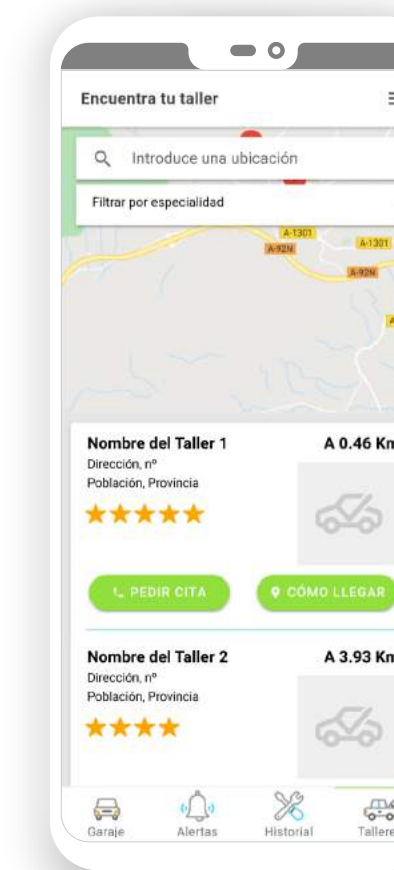 Encuentra tu taller
Introduce una ubicación
Filtrar por especialidad
A-1301
A-92N
A-1301
A-92N
A
Nombre del Taller 1
A 0.46 Km
Dirección, nº
Población, Provincia
PEDIR CITA
CÓMO LLEGAR
Nombre del Taller 2
A 3.93 Km
Dirección, nº
Población, Provincia
Garaje
Alertas
Historial
Tallere